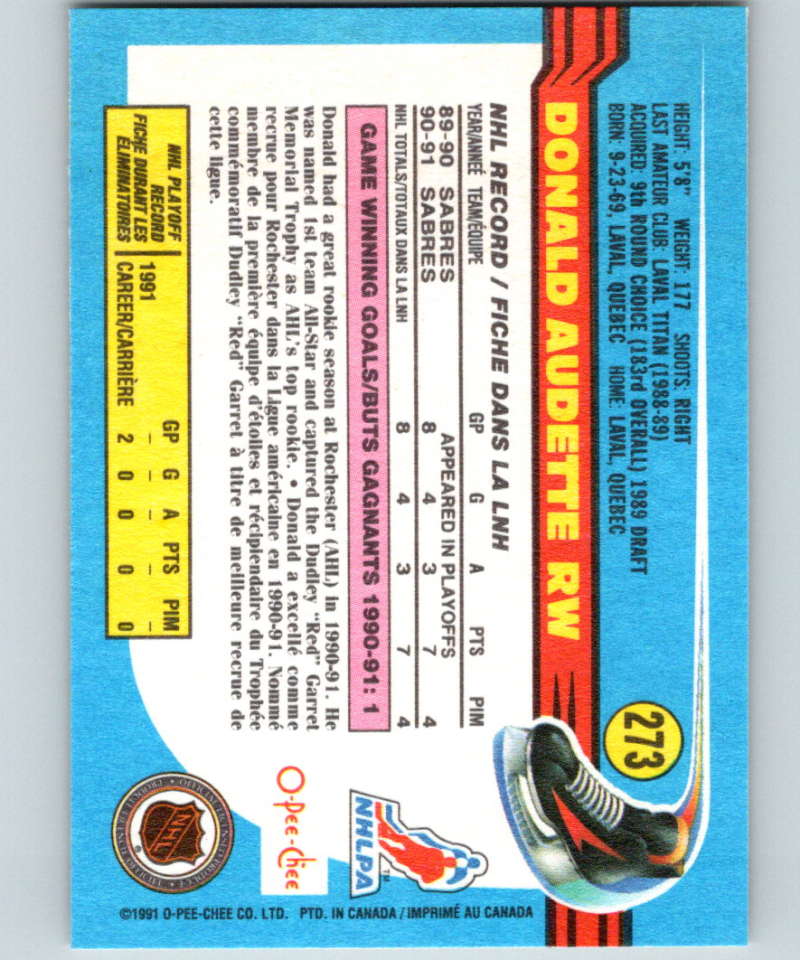 273
DONALD AUDETTE RW
HEIGHT: 5'8" WEIGHT: 177 SHOOTS: RIGHT
LAST AMATEUR CLUB: LAVAL TITAN (1988-89)
ACQUIRED: 9th ROUND CHOICE (183rd OVERALL) 1989 DRAFT
BORN: 9-23-69, LAVAL, QUEBEC HOME: LAVAL, QUEBEC
NHL RECORD / FICHE DANS LA LNH
YEAR/ANNÉE TEAM/ÉQUIPE GP G A PTS PIM
89-90 SABRES APPEARED IN PLAYOFFS
90-91 SABRES 8 4 3 7 4
NHL TOTALS/TOTAUX DANS LA LNH 8 4 3 7 4
GAME WINNING GOALS/BUTS GAGNANTS 1990-91: 1
Donald had a great rookie season at Rochester (AHL) in 1990-91. He
was named 1st team All-Star and captured the Dudley "Red" Garret
Memorial Trophy as AHL's top rookie. • Donald a excellé comme
recrue pour Rochester dans la Ligue américaine en 1990-91. Nommé
membre de la première équipe d'étoiles et récipiendaire du Trophée
commémoratif Dudley "Red" Garret à titre de meilleure recrue de
cette ligue.
NHL PLAYOFF
RECORD
FICHE DURANT LES
ÉLIMINATOIRES
GP G A PTS PIM
1991 – – – – –
CAREER/CARRIÈRE 2 0 0 0 0
NHLPA
TM
O-Pee-Chee
NHL
©1991 O-PEE-CHEE CO. LTD. PTD. IN CANADA / IMPRIMÉ AU CANADA